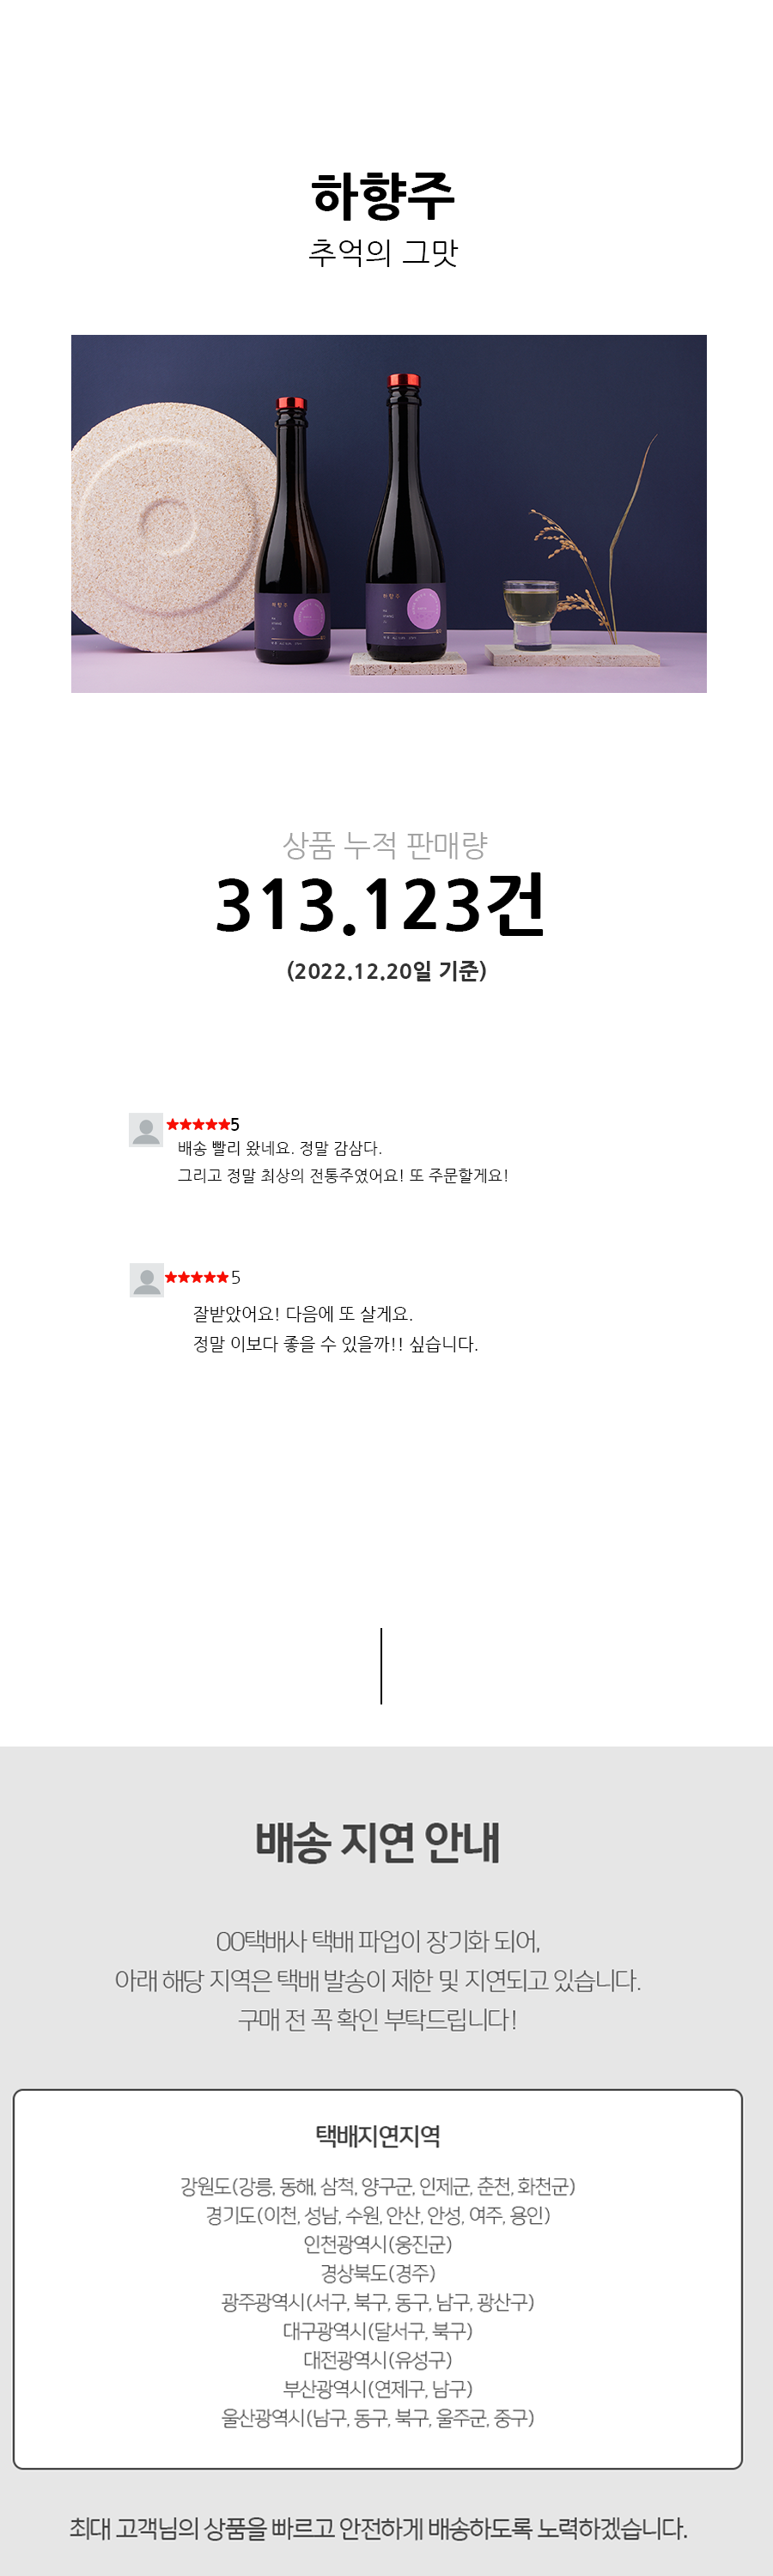 하향주
추억의 그맛
하향주
하향주
상품 누적 판매량
313.123건
(2022.12.20일 기준)
★★★★★5
배송 빨리 왔네요. 정말 감삼다.
그리고 정말 최상의 전통주였어요! 또 주문할게요!
★★★★★5
잘받았어요! 다음에 또 살게요.
정말 이보다 좋을 수 있을까!! 싶습니다.
배송 지연 안내
OO택배사 택배 파업이 장기화 되어,
아래 해당 지역은 택배 발송이 제한 및 지연되고 있습니다.
구매 전 꼭 확인 부탁드립니다!
택배지연지역
강원도(강릉, 동해, 삼척, 양구군, 인제군, 춘천, 화천군)
경기도(이천, 성남, 수원, 안산, 안성, 여주, 용인)
인천광역시(웅진군)
경상북도(경주)
광주광역시(서구, 북구, 동구, 남구, 광산구)
대구광역시(달서구, 북구)
대전광역시(유성구)
부산광역시(연제구, 남구)
울산광역시(남구, 동구, 북구, 울주군, 중구)
최대 고객님의 상품을 빠르고 안전하게 배송하도록 노력하겠습니다.